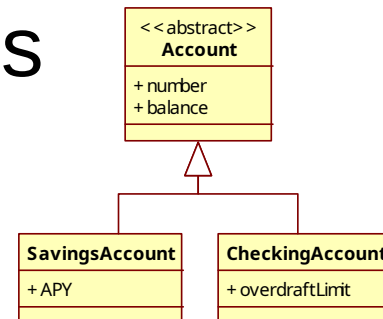 s
<<abstract>>
Account
+ number
+ balance
SavingsAccount
+ APY
CheckingAccount
+ overdraftLimit